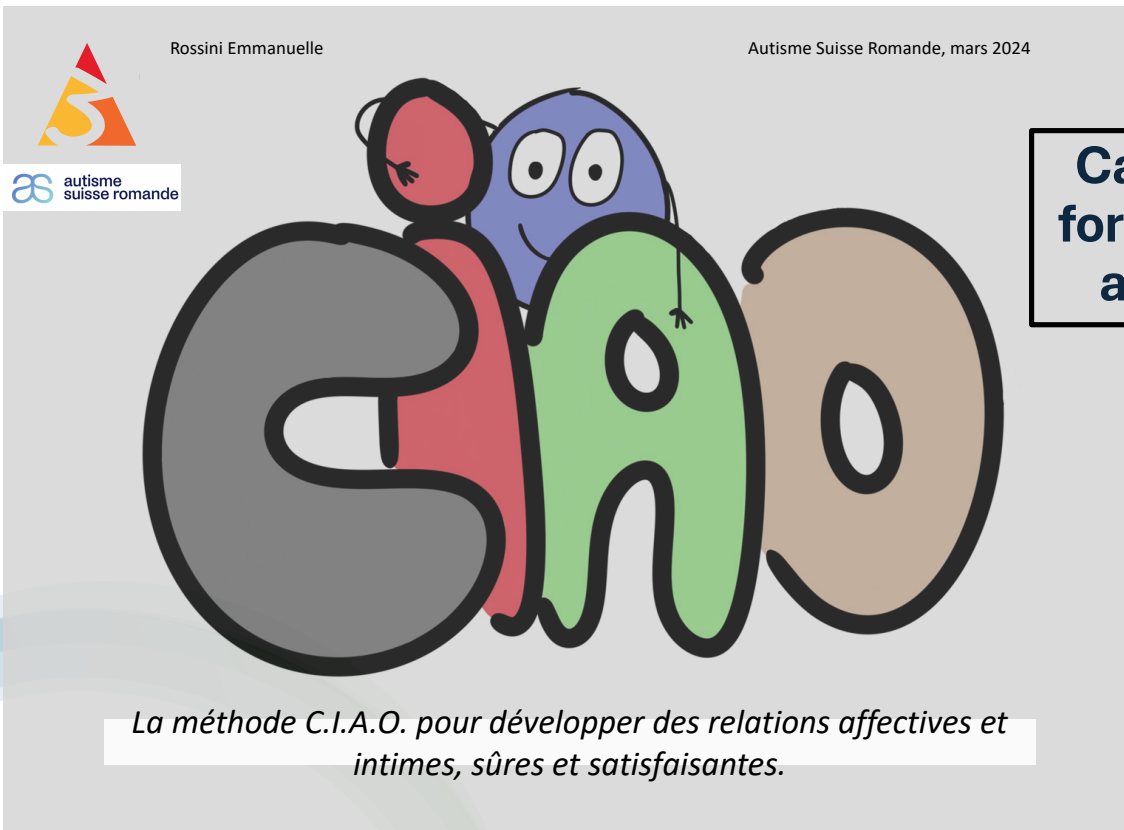 Rossini Emmanuelle
Autisme Suisse Romande, mars 2024
autisme
suisse romande
CiAO
La méthode C.I.A.O. pour développer des relations affectives et
intimes, sûres et satisfaisantes.